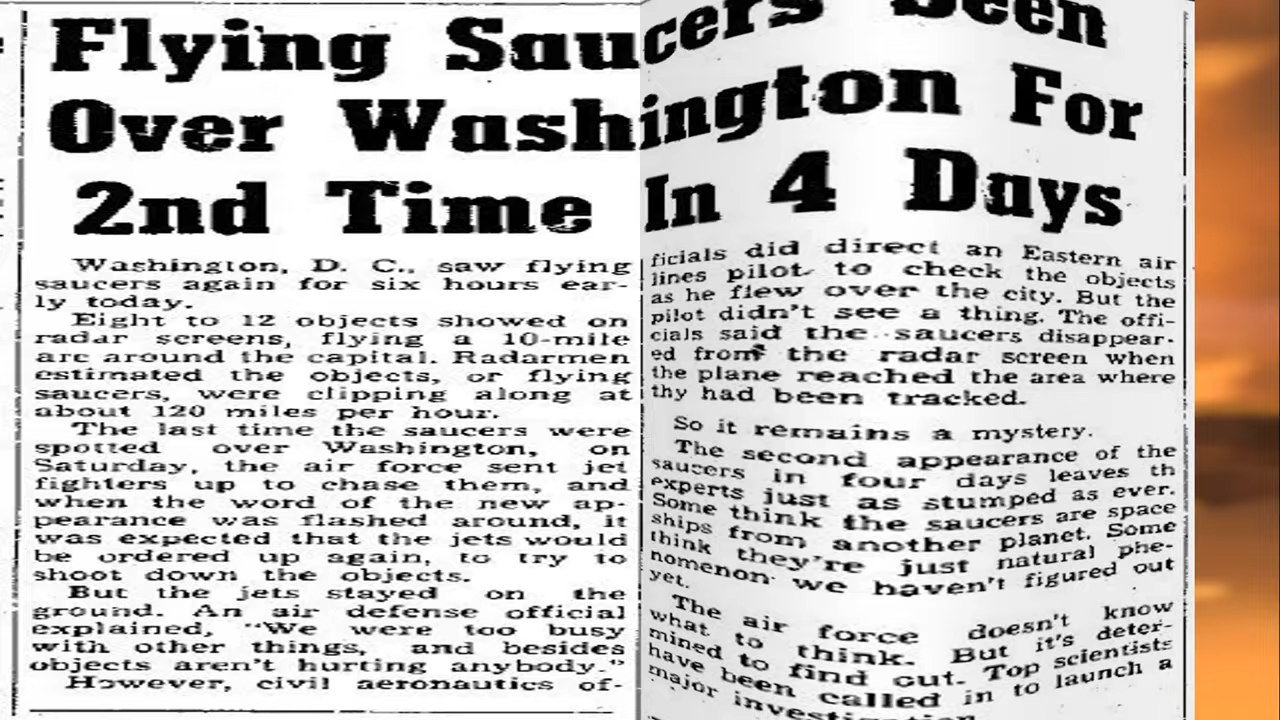 Flying Saucers Been
Over Washington For
2nd Time In 4 Days
Washington, D. C., saw flying
saucers again for six hours ear-
ly today.
Eight to 12 objects showed on
radar screens, flying a 10-mile
arc around the capital. Radarmen
estimated the objects, or flying
saucers, were clipping along at
about 120 miles per hour.
The last time the saucers were
spotted over Washington, on
Saturday, the air force sent jet
fighters up to chase them, and
when the word of the new ap-
pearance was flashed around, it
was expected that the jets would
be ordered up again, to try to
shoot down the objects.
But the jets stayed on the
ground. An air defense official
explained, "We were too busy
with other things, and besides
objects aren't hurting anybody."
However, civil aeronautics of-
ficials did direct an Eastern air
lines pilot to check the objects
as he flew over the city. But the
pilot didn't see a thing. The offi-
cials said the saucers disappear-
ed from the radar screen when
the plane reached the area where
thy had been tracked.
So it remains a mystery.
The second appearance of the
saucers in four days leaves th
experts just as stumped as ever.
Some think the saucers are space
ships from another planet. Some
think they're just natural phe-
nomenon we haven't figured out
yet.
The air force doesn't know
what to think. But it's deter-
mined to find out. Top scientists
have been called in to launch a
major investigation.